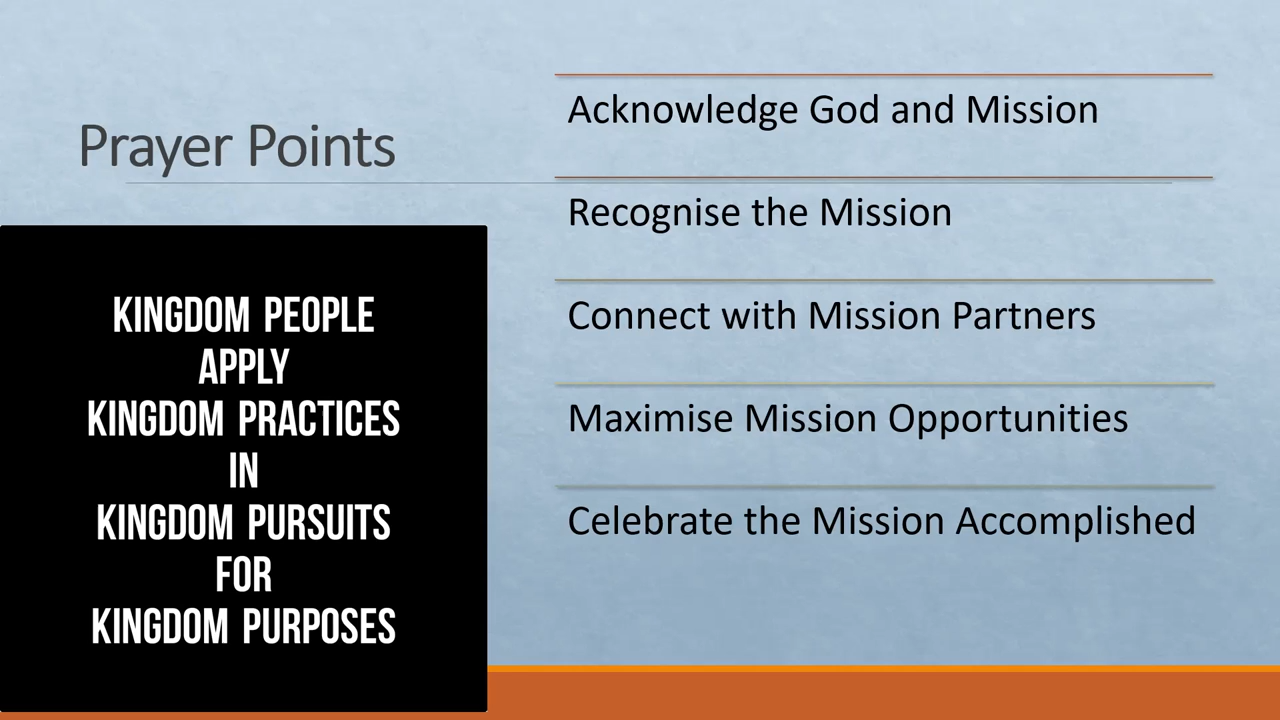 Prayer Points
KINGDOM PEOPLE
APPLY
KINGDOM PRACTICES
IN
KINGDOM PURSUITS
FOR
KINGDOM PURPOSES
Acknowledge God and Mission
Recognise the Mission
Connect with Mission Partners
Maximise Mission Opportunities
Celebrate the Mission Accomplished